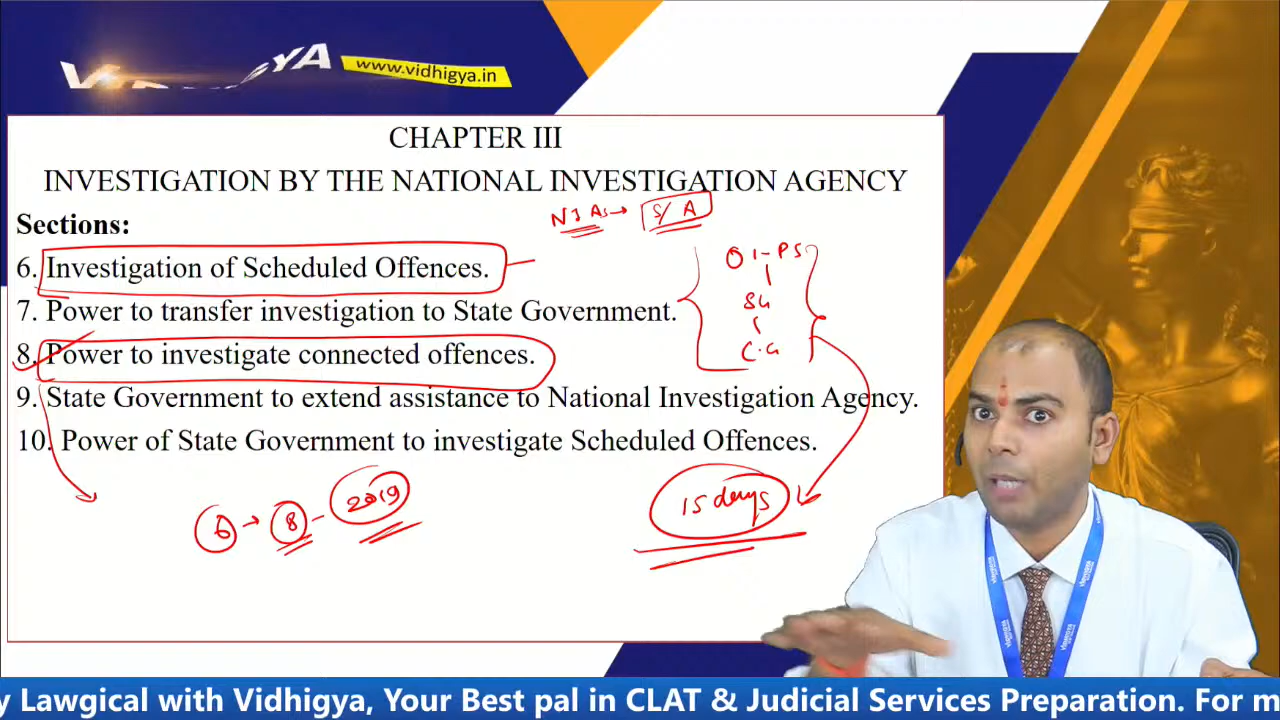 VIDHIGYA
www.vidhigya.in
CHAPTER III
INVESTIGATION BY THE NATIONAL INVESTIGATION AGENCY
Sections:
NIA → S/A
6. Investigation of Scheduled Offences.
7. Power to transfer investigation to State Government.
8. Power to investigate connected offences.
9. State Government to extend assistance to National Investigation Agency.
10. Power of State Government to investigate Scheduled Offences.
O I - PS
SG
C.G
6 → 8 - 2019
15 days
y Lawgical with Vidhigya, Your Best pal in CLAT & Judicial Services Preparation. For m